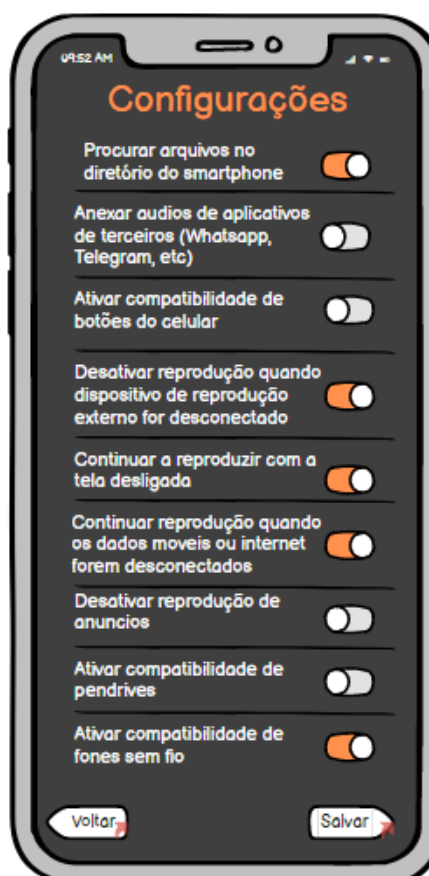 09:52 AM
Configurações
Procurar arquivos no
diretório do smartphone
Anexar audios de aplicativos
de terceiros (Whatsapp,
Telegram, etc)
Ativar compatibilidade de
botões do celular
Desativar reprodução quando
dispositivo de reprodução
externo for desconectado
Continuar a reproduzir com a
tela desligada
Continuar reprodução quando
os dados moveis ou internet
forem desconectados
Desativar reprodução de
anuncios
Ativar compatibilidade de
pendrives
Ativar compatibilidade de
fones sem fio
Voltar
Salvar